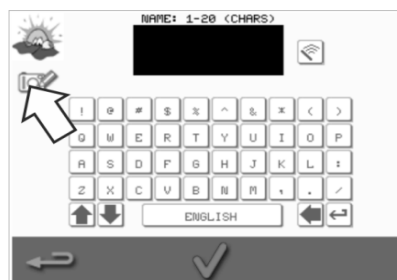 NAME: 1-20 (CHARS)
! @ # $ % ^ & * ( )
Q W E R T Y U I O P
A S D F G H J K L :
Z X C V B N M , . /
ENGLISH